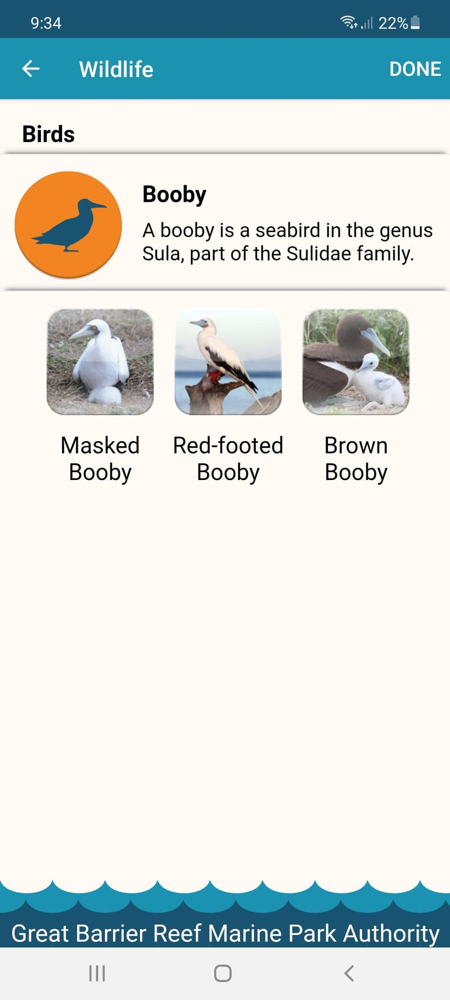 9:34
22%
Wildlife
DONE
Birds
Booby
A booby is a seabird in the genus
Sula, part of the Sulidae family.
Masked
Booby
Red-footed
Booby
Brown
Booby
Great Barrier Reef Marine Park Authority